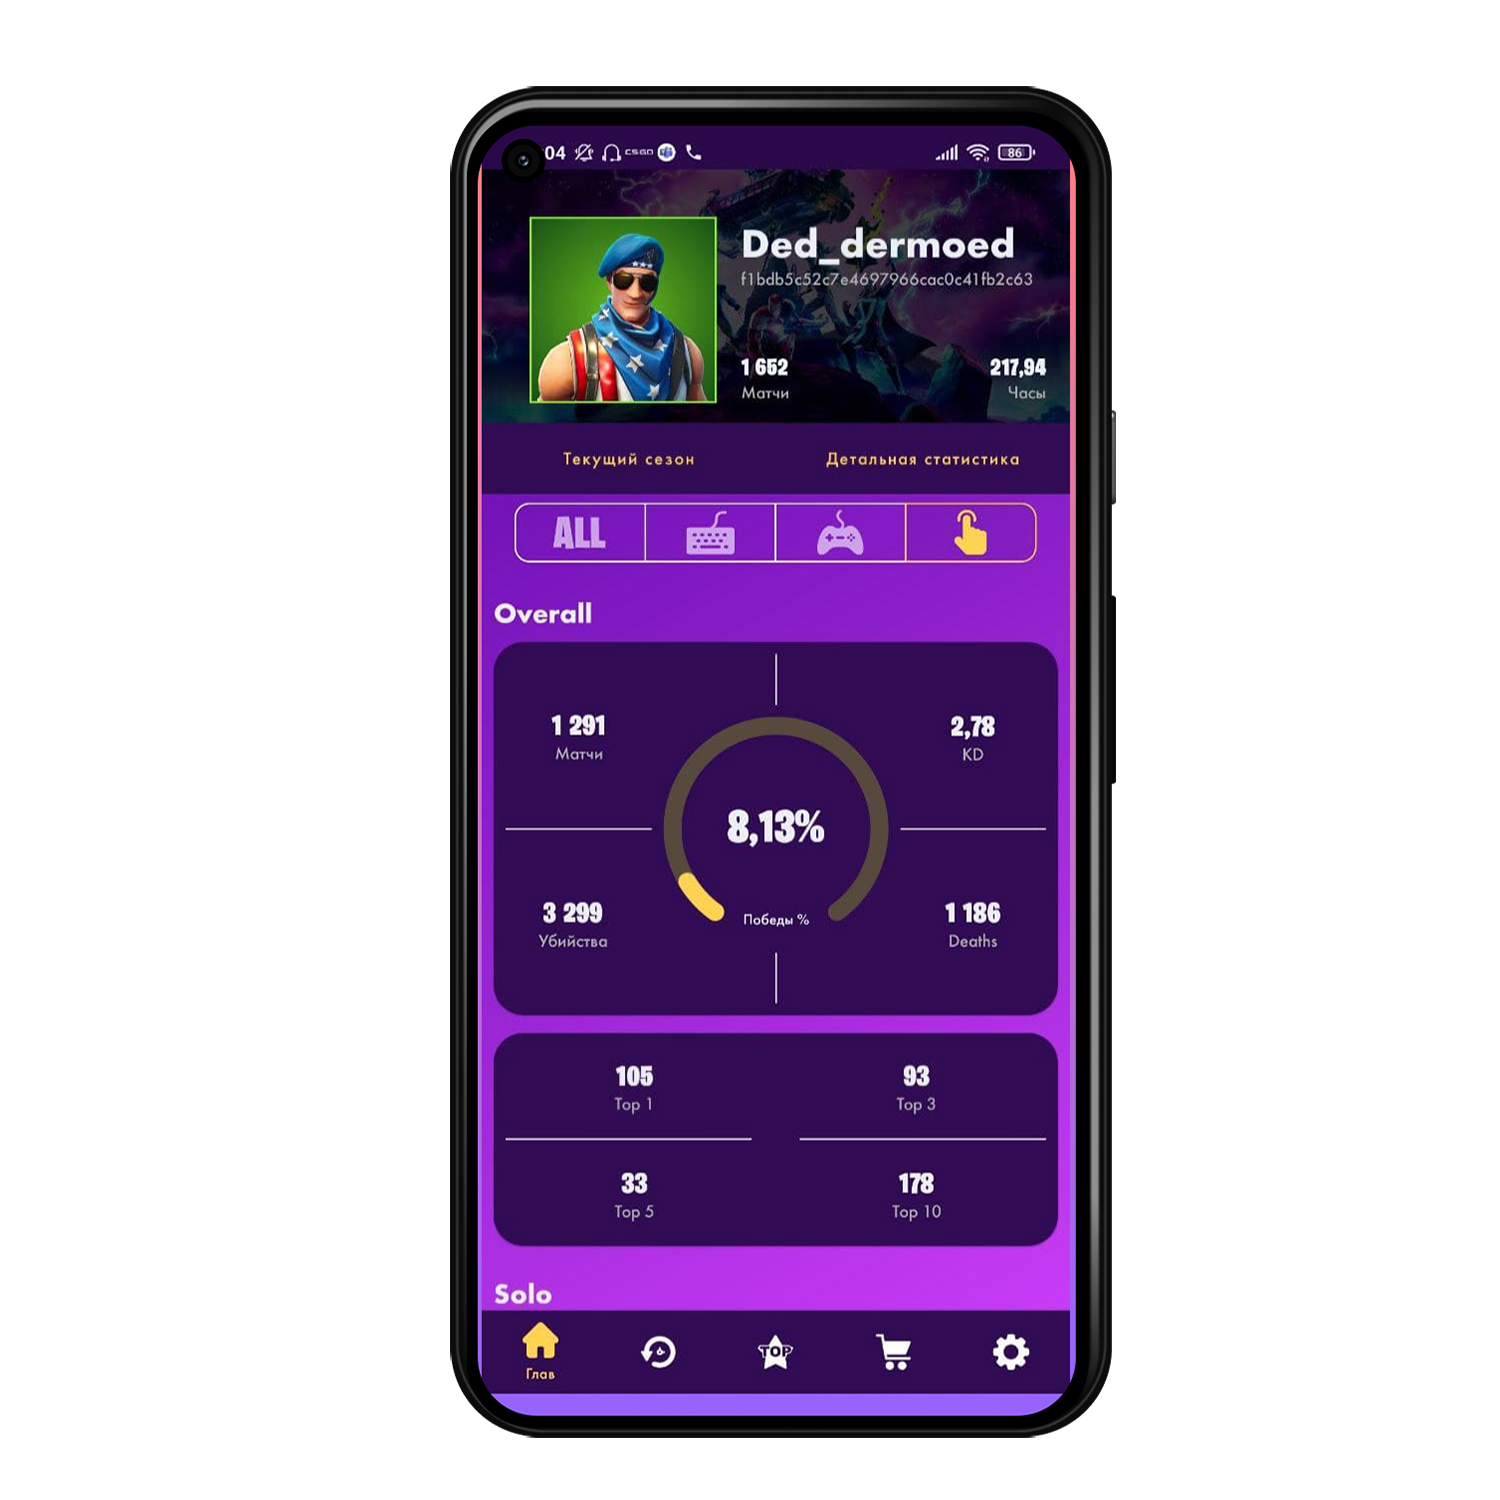 04 CSGO 86
Ded_dermoed
f1bdb5c52c7e4697966cac0c41fb2c63
1 652 217,94
Матчи Часы
Текущий сезон Детальная статистика
ALL
Overall
1 291 2,78
Матчи KD
8,13%
Победы %
3 299 1 186
Убийства Deaths
105 93
Top 1 Top 3
33 178
Top 5 Top 10
Solo
TOP
Глав